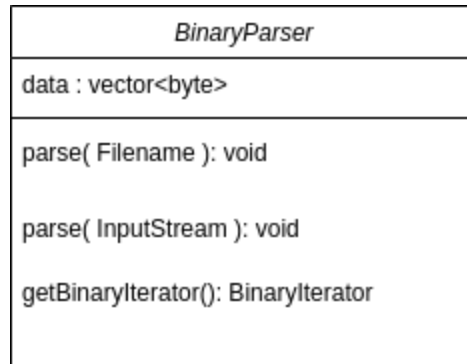 BinaryParser
data : vector<byte>
parse( Filename ): void
parse( InputStream ): void
getBinaryIterator(): BinaryIterator